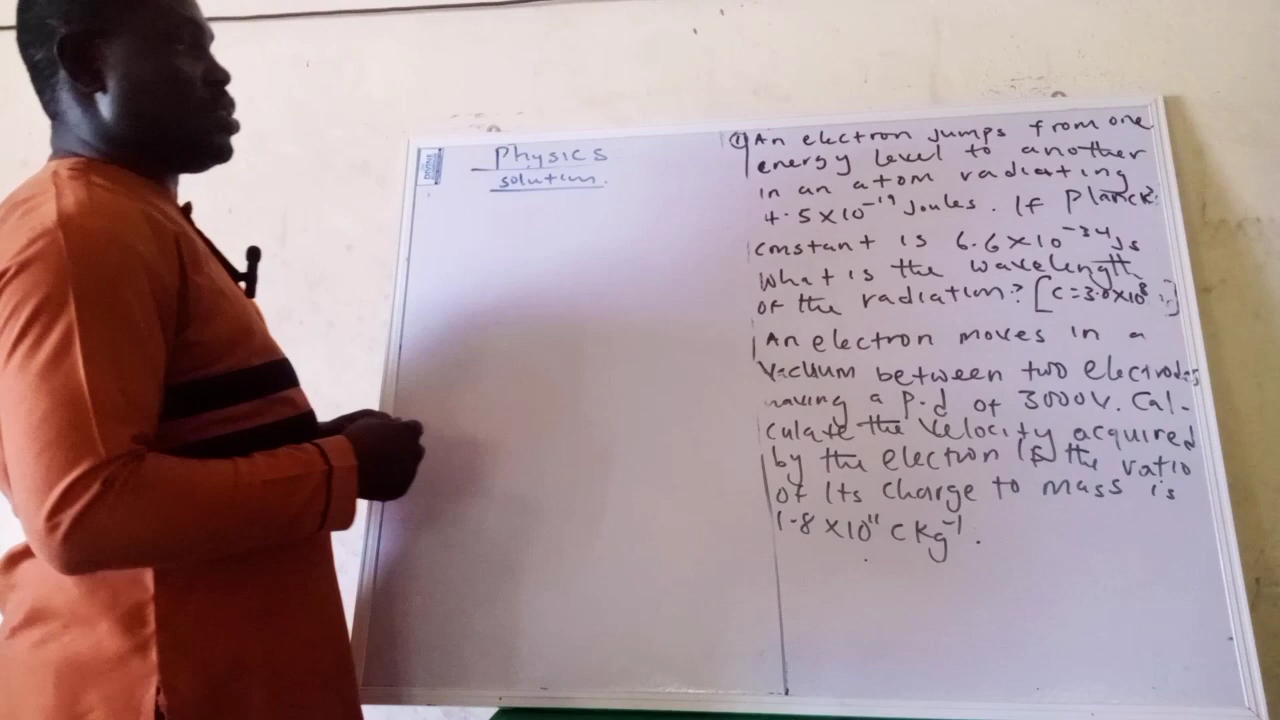 DIVINE
Physics
solution.
① An electron jumps from one
energy level to another
in an atom radiating
4.5×10⁻¹⁹ Joules. If Planck's
constant is 6.6×10⁻³⁴ Js
What is the wavelength
of the radiation? [C=3.0×10⁸
An electron moves in a
vacuum between two electrodes
having a p.d of 3000V. Cal-
culate the velocity acquired
by the electron if the ratio
of Its charge to mass is
1.8×10¹¹ C kg⁻¹.